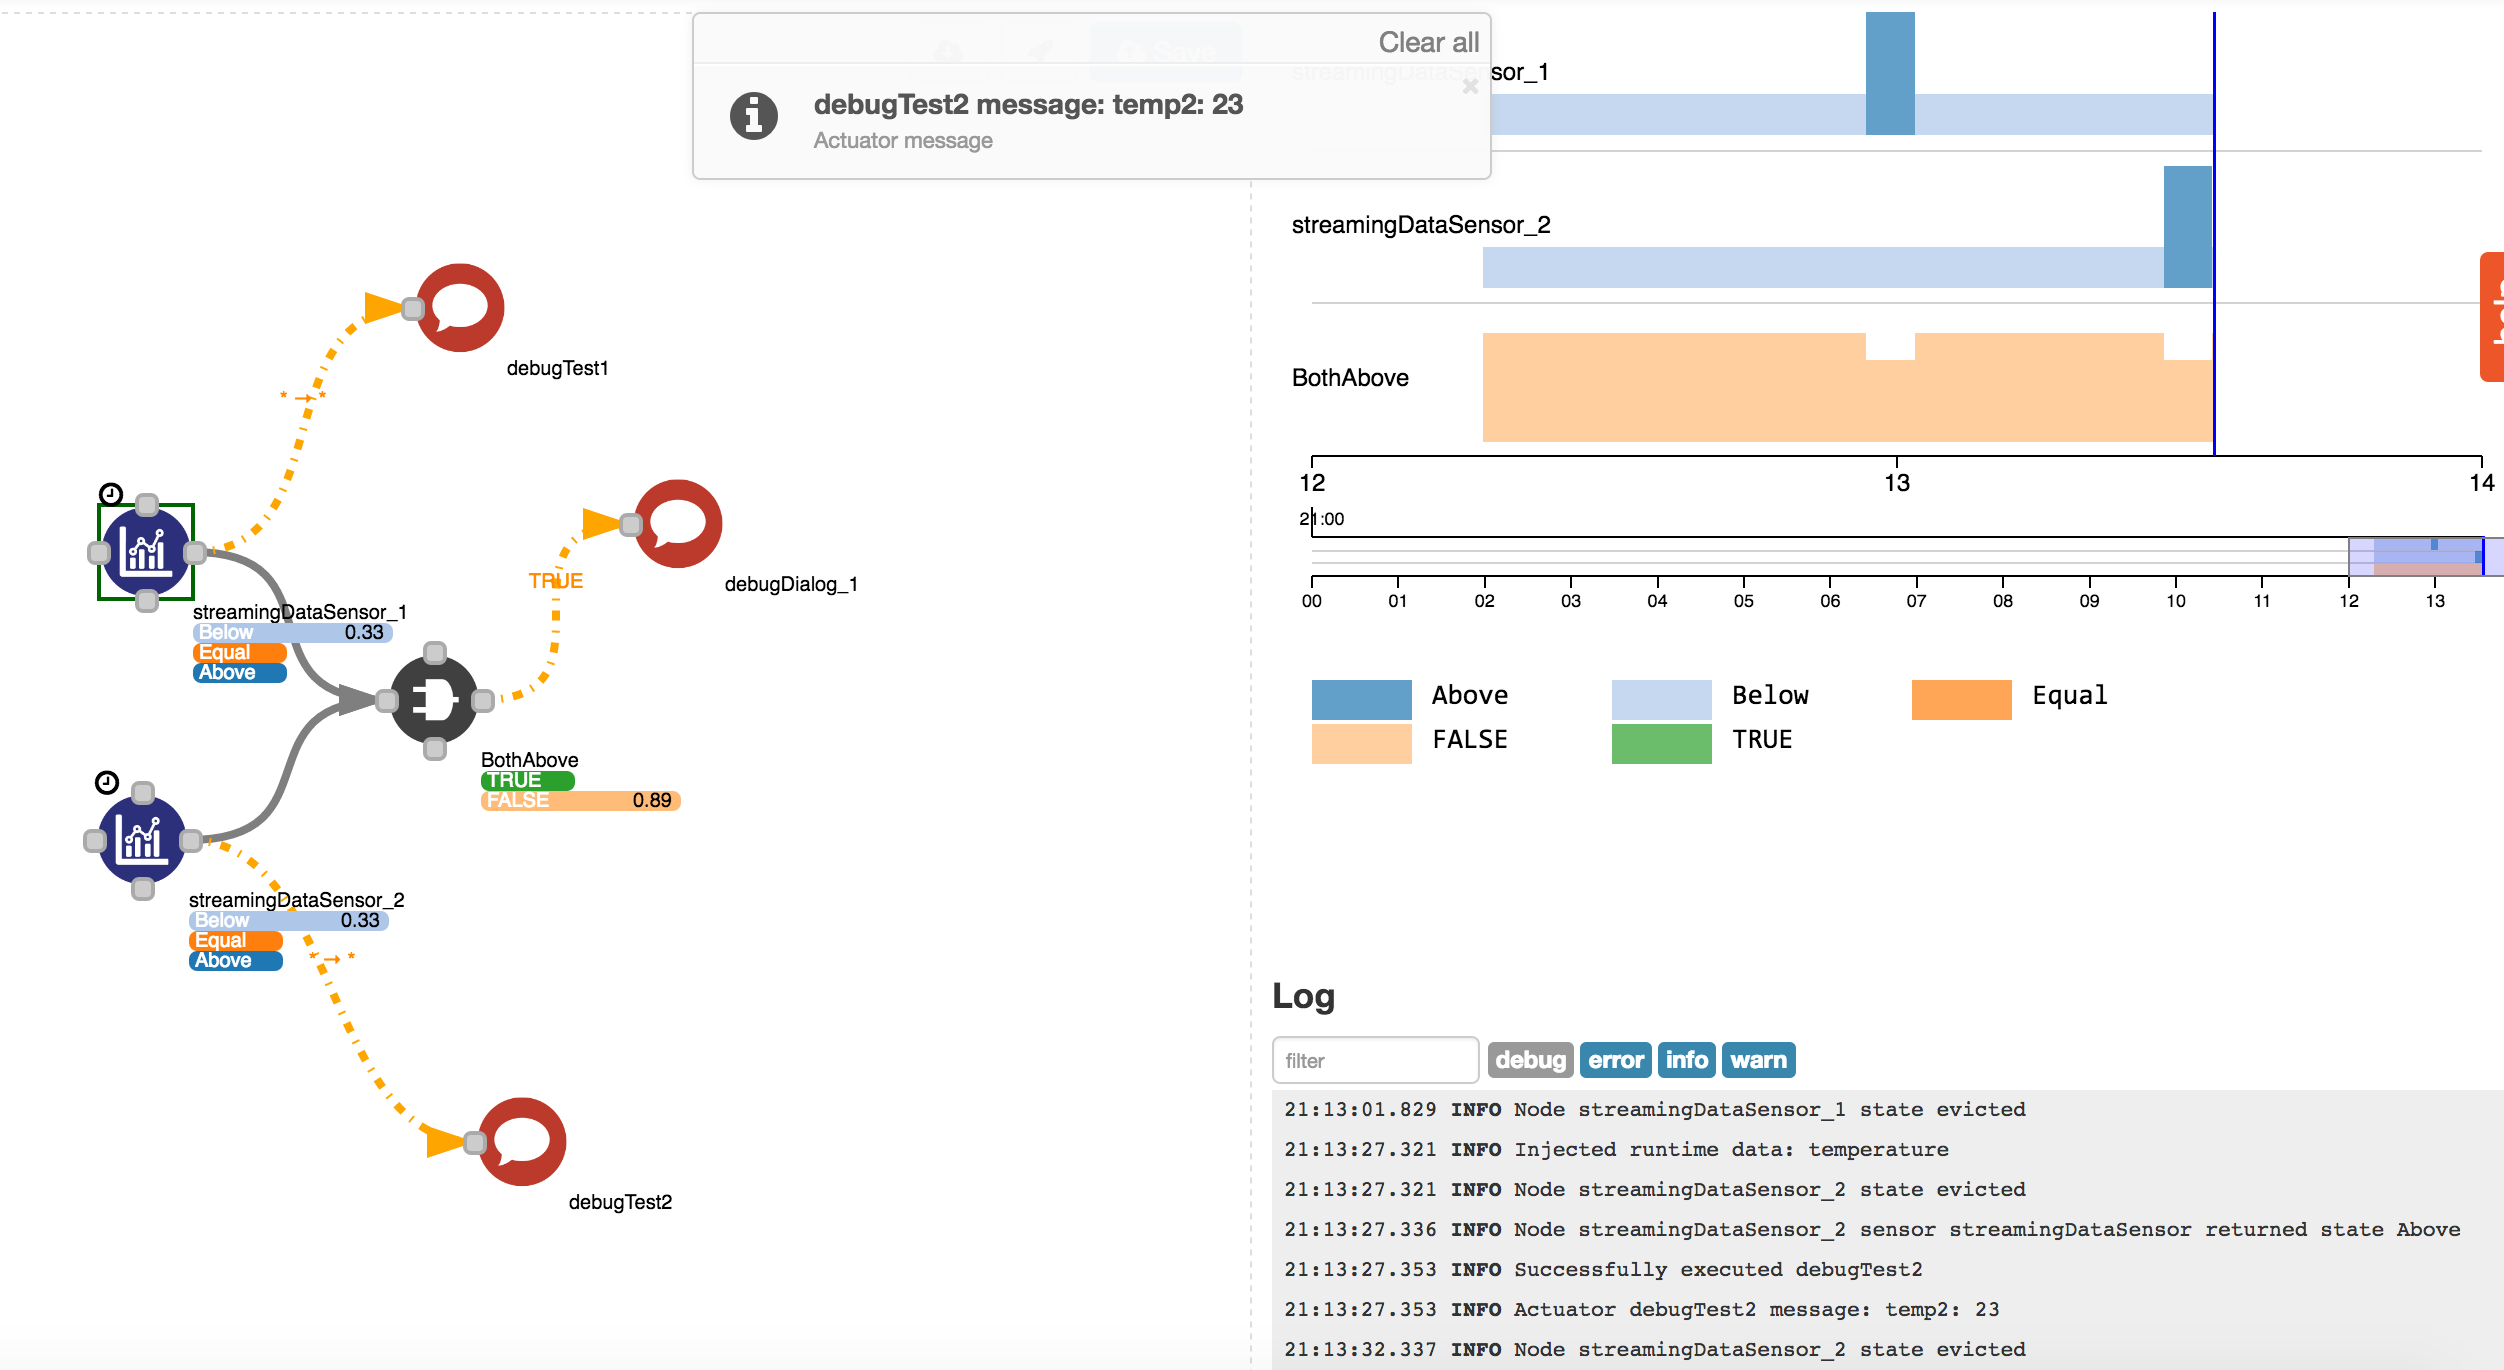 Clear all
Save
debugTest2 message: temp2: 23
Actuator message
debugTest1
* → *
debugDialog_1
TRUE
streamingDataSensor_1
Below 0.33
Equal
Above
BothAbove
TRUE
FALSE 0.89
streamingDataSensor_2
Below 0.33
Equal
Above
* → *
debugTest2
streamingDataSensor_1
streamingDataSensor_2
BothAbove
12 13 14
21:00
00 01 02 03 04 05 06 07 08 09 10 11 12 13
Above Below Equal
FALSE TRUE
help
Log
filter debug error info warn
21:13:01.829 INFO Node streamingDataSensor_1 state evicted
21:13:27.321 INFO Injected runtime data: temperature
21:13:27.321 INFO Node streamingDataSensor_2 state evicted
21:13:27.336 INFO Node streamingDataSensor_2 sensor streamingDataSensor returned state Above
21:13:27.353 INFO Successfully executed debugTest2
21:13:27.353 INFO Actuator debugTest2 message: temp2: 23
21:13:32.337 INFO Node streamingDataSensor_2 state evicted